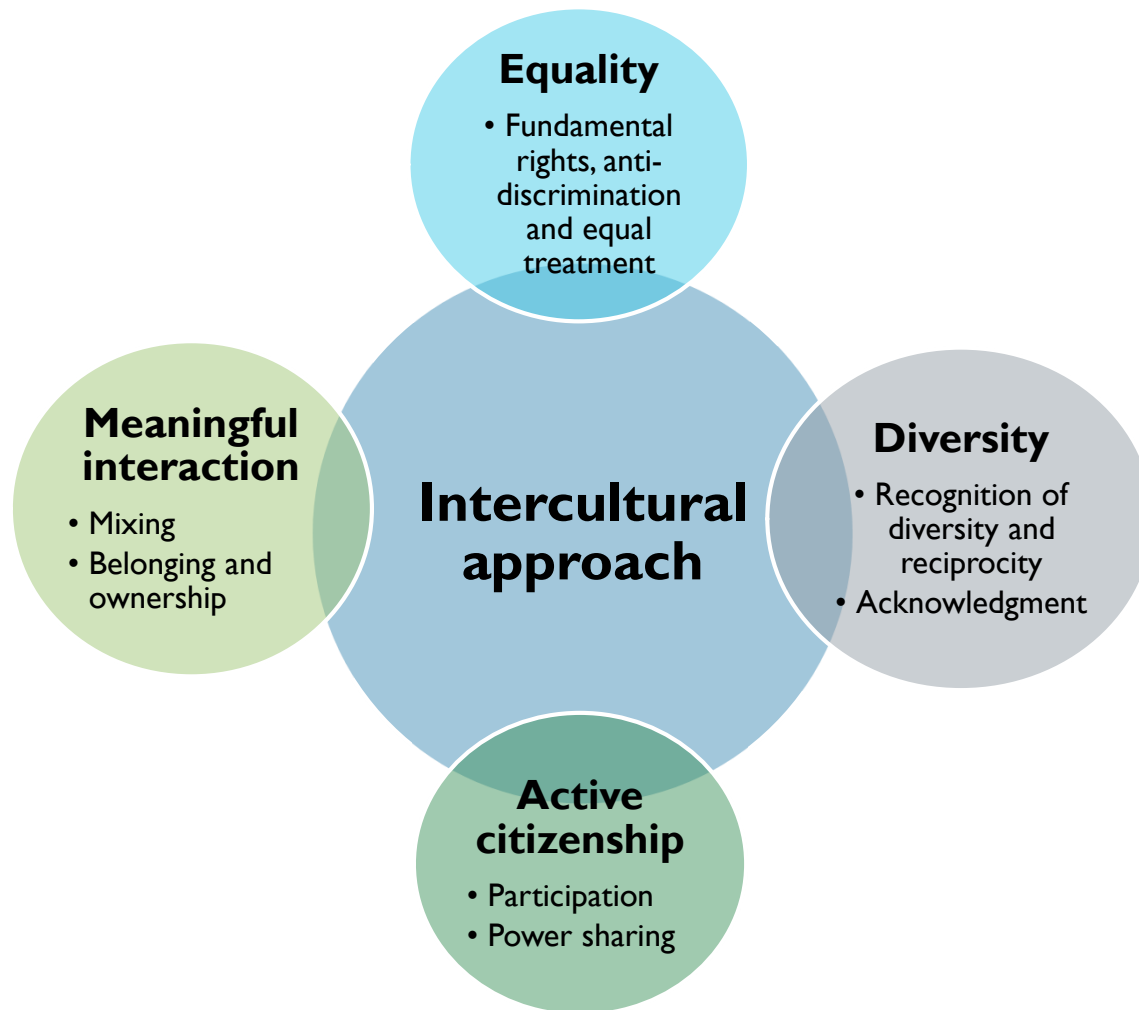 Equality
• Fundamental
rights, anti-
discrimination
and equal
treatment
Meaningful
interaction
• Mixing
• Belonging and
ownership
Intercultural
approach
Diversity
• Recognition of
diversity and
reciprocity
• Acknowledgment
Active
citizenship
• Participation
• Power sharing